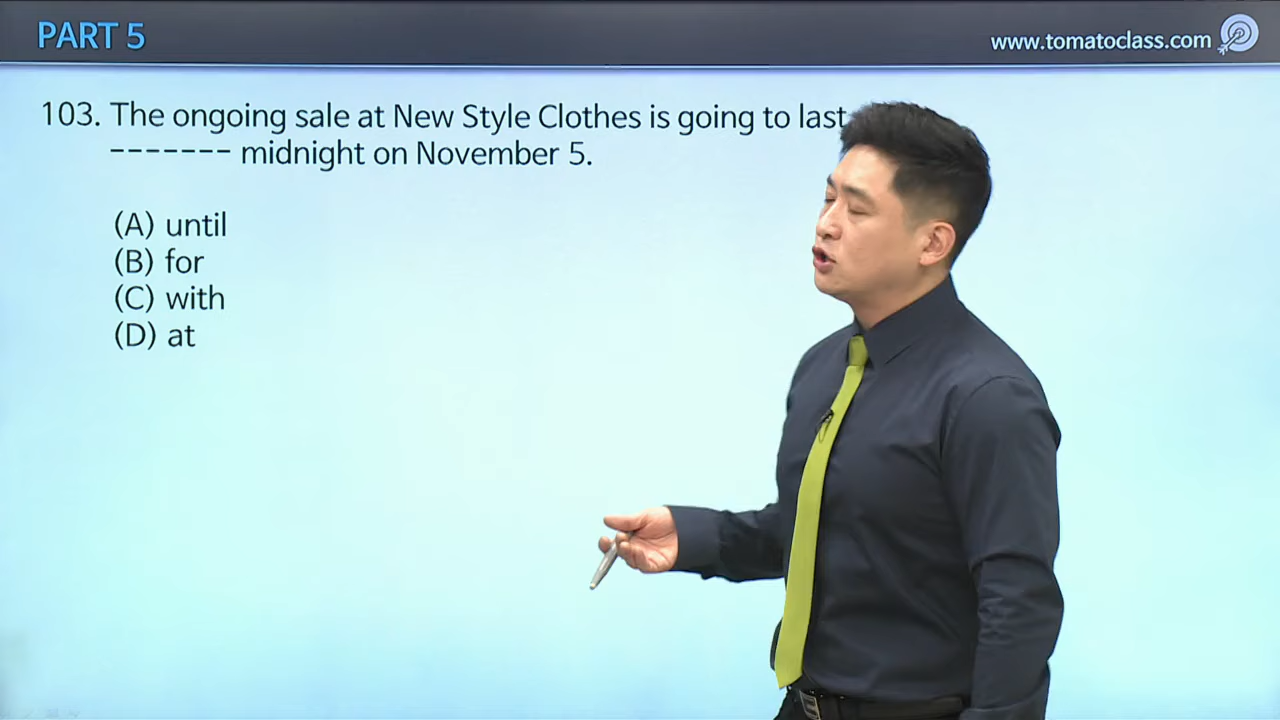 PART 5
www.tomatoclass.com
103. The ongoing sale at New Style Clothes is going to last
------- midnight on November 5.
(A) until
(B) for
(C) with
(D) at